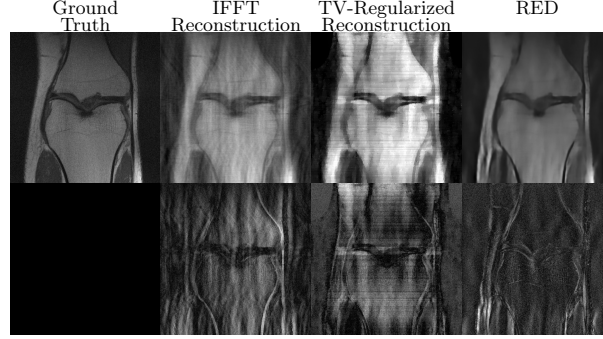 Ground
Truth
IFFT
Reconstruction
TV-Regularized
Reconstruction
RED